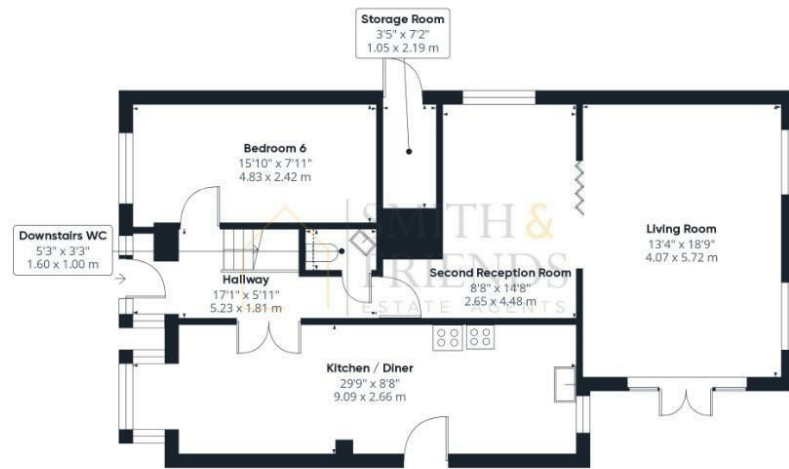 Storage Room
3'5" x 7'2"
1.05 x 2.19 m
Bedroom 6
15'10" x 7'11"
4.83 x 2.42 m
Downstairs WC
5'3" x 3'3"
1.60 x 1.00 m
Hallway
17'1" x 5'11"
5.23 x 1.81 m
SMITH &
FRIENDS
ESTATE AGENTS
Second Reception Room
8'8" x 14'8"
2.65 x 4.48 m
Living Room
13'4" x 18'9"
4.07 x 5.72 m
Kitchen / Diner
29'9" x 8'8"
9.09 x 2.66 m